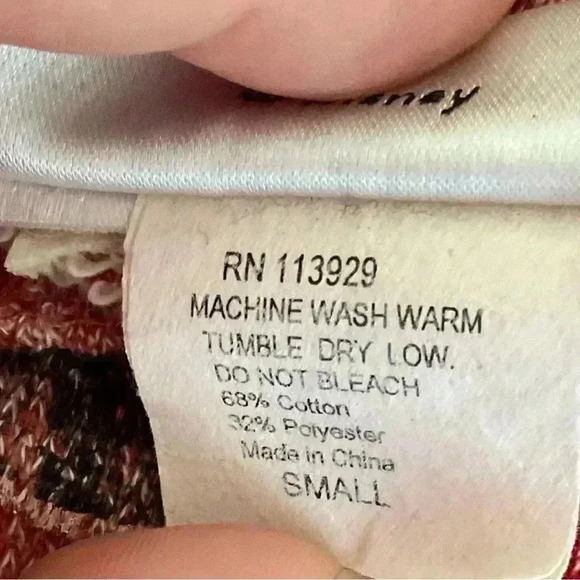 RN 113929
MACHINE WASH WARM
TUMBLE DRY LOW.
DO NOT BLEACH
68% Cotton
32% Polyester
Made in China
SMALL